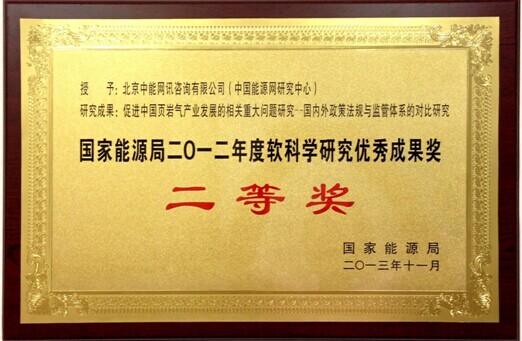 授 予：北京中能网讯咨询有限公司（中国能源网研究中心）
研究成果：促进中国页岩气产业发展的相关重大问题研究--国内外政策法规与监管体系的对比研究
国家能源局二〇一二年度软科学研究优秀成果奖
二等奖
国家能源局
二〇一三年十一月